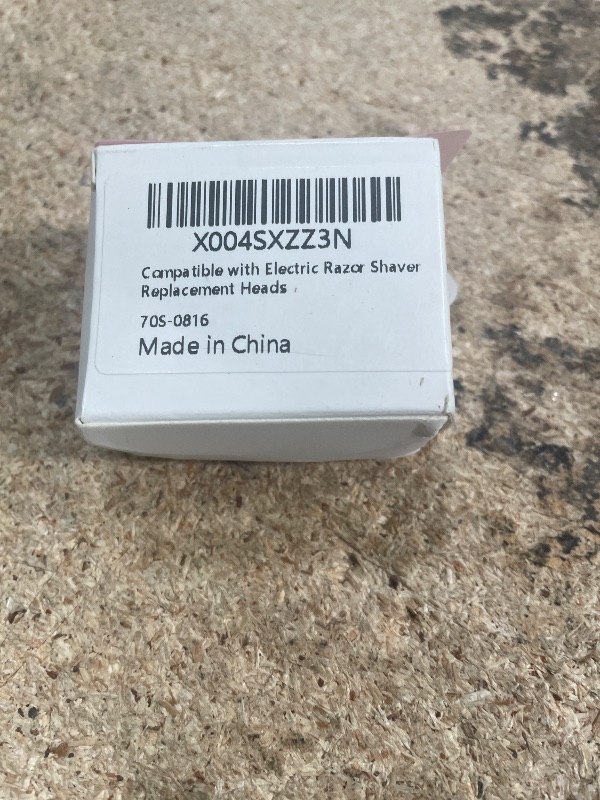 X004SXZZ3N
Compatible with Electric Razor Shaver
Replacement Heads
70S-0816
Made in China